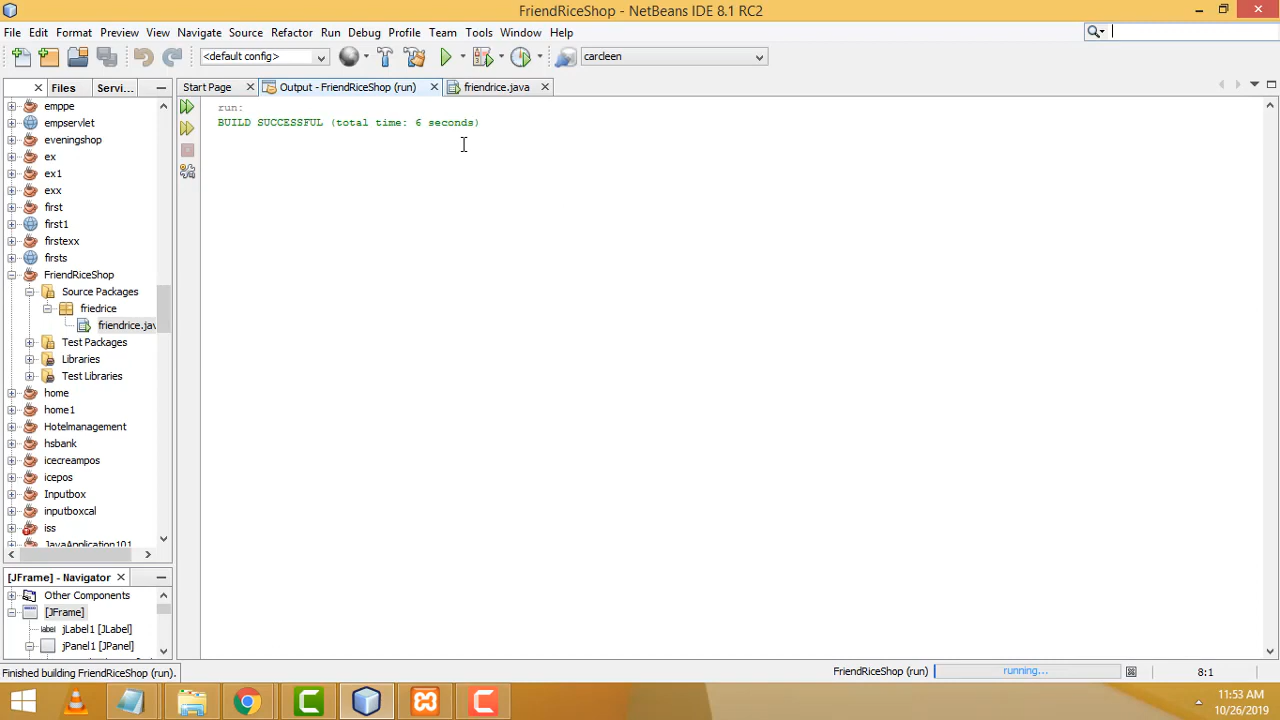 FriendRiceShop - NetBeans IDE 8.1 RC2
File Edit Format Preview View Navigate Source Refactor Run Debug Profile Team Tools Window Help
<default config>
cardeen
Files Servi...
Start Page Output - FriendRiceShop (run) friendrice.java
emppe
empservlet
eveningshop
ex
ex1
exx
first
first1
firstexx
firsts
FriendRiceShop
Source Packages
friedrice
friendrice.jav
Test Packages
Libraries
Test Libraries
home
home1
Hotelmanagement
hsbank
icecreampos
icepos
Inputbox
inputboxcal
iss
JavaApplication101
run:
BUILD SUCCESSFUL (total time: 6 seconds)
[JFrame] - Navigator
Other Components
[JFrame]
label jLabel1 [JLabel]
jPanel1 [JPanel]
Finished building FriendRiceShop (run).
FriendRiceShop (run) running... 8:1
11:53 AM
10/26/2019